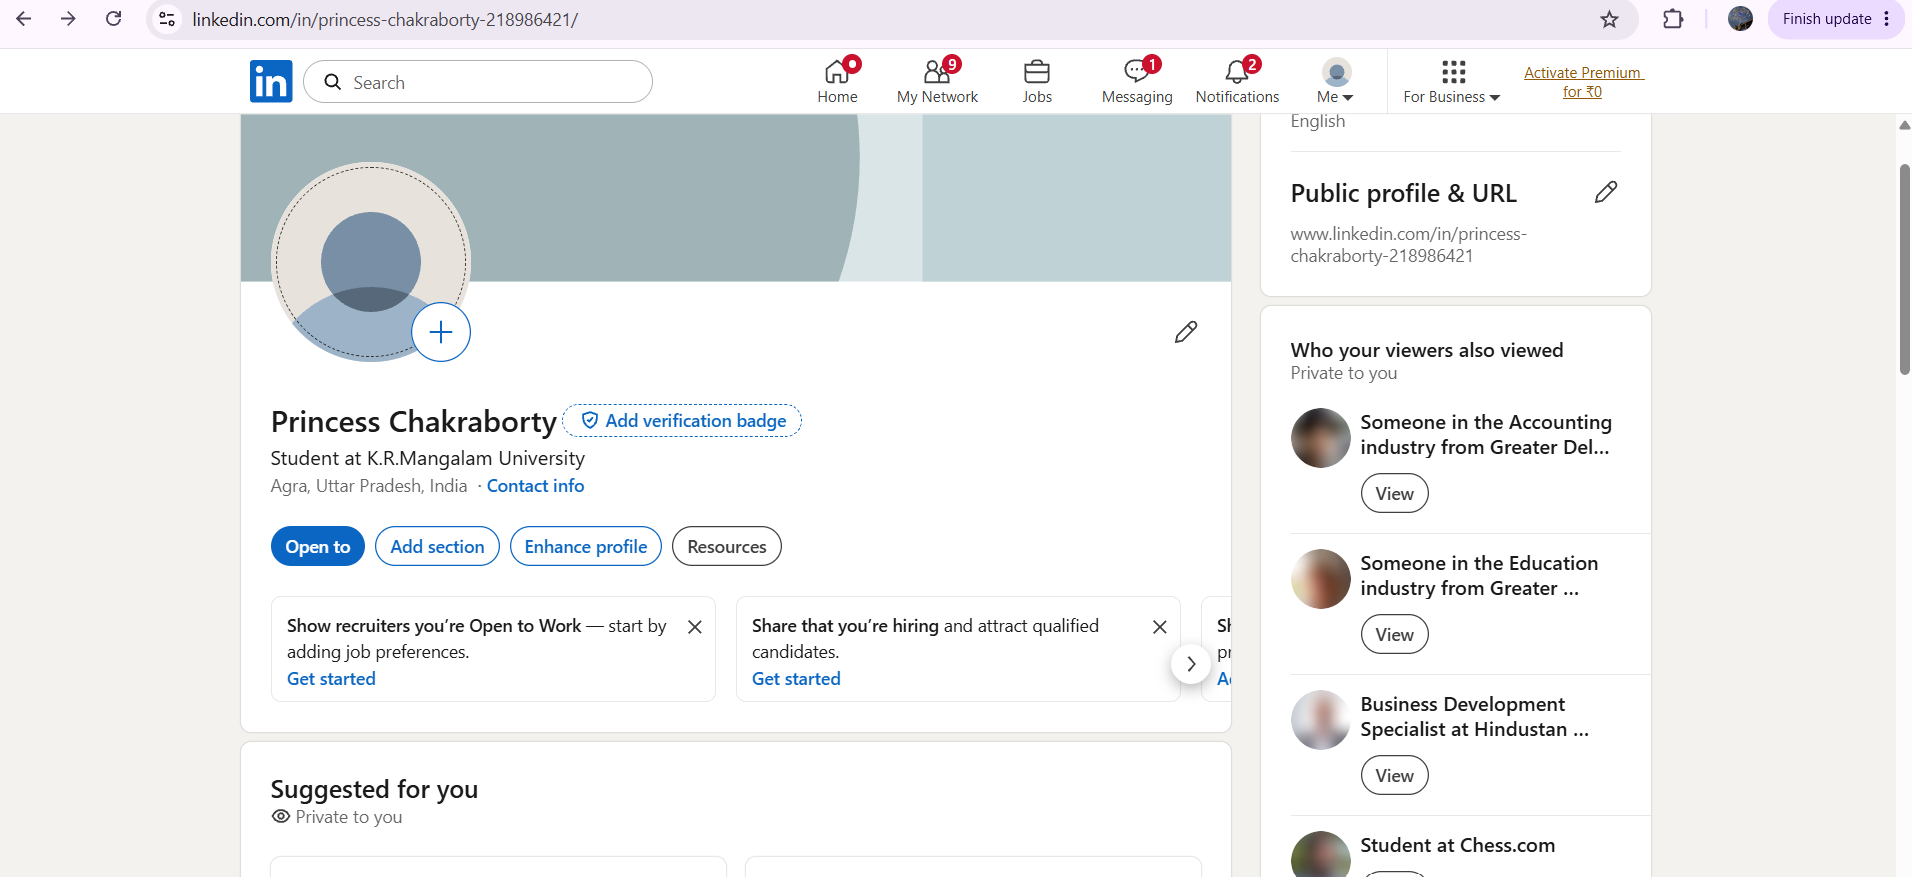 linkedin.com/in/princess-chakraborty-218986421/
Finish update
in
Search
Home
9
My Network
Jobs
1
Messaging
2
Notifications
Me
For Business
Activate Premium
for ₹0
Princess Chakraborty
Add verification badge
Student at K.R.Mangalam University
Agra, Uttar Pradesh, India · Contact info
Open to
Add section
Enhance profile
Resources
Show recruiters you’re Open to Work — start by
adding job preferences.
Get started
Share that you’re hiring and attract qualified
candidates.
Get started
Suggested for you
Private to you
English
Public profile & URL
www.linkedin.com/in/princess-
chakraborty-218986421
Who your viewers also viewed
Private to you
Someone in the Accounting
industry from Greater Del...
View
Someone in the Education
industry from Greater ...
View
Business Development
Specialist at Hindustan ...
View
Student at Chess.com